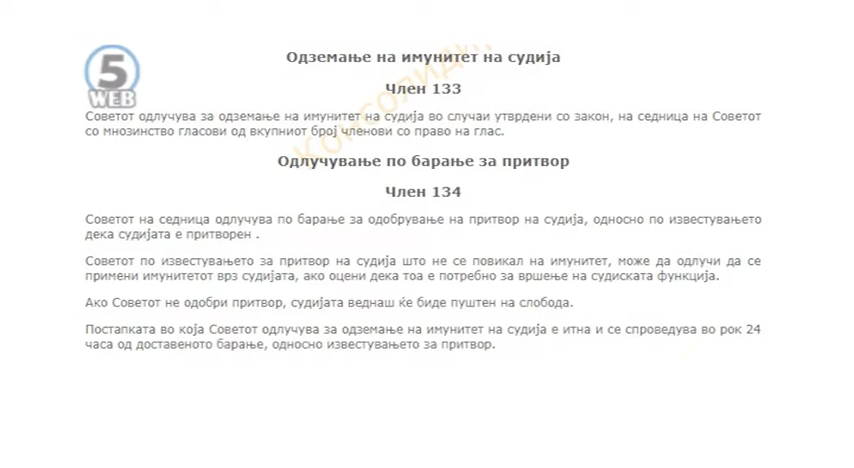 5
WEB
Одземање на имунитет на судија
Член 133
Советот одлучува за одземање на имунитет на судија во случаи утврдени со закон, на седница на Советот
со мнозинство гласови од вкупниот број членови со право на глас.
Одлучување по барање за притвор
Член 134
Советот на седница одлучува по барање за одобрување на притвор на судија, односно по известувањето
дека судијата е притворен .
Советот по известувањето за притвор на судија што не се повикал на имунитет, може да одлучи да се
примени имунитетот врз судијата, ако оцени дека тоа е потребно за вршење на судиската функција.
Ако Советот не одобри притвор, судијата веднаш ќе биде пуштен на слобода.
Постапката во која Советот одлучува за одземање на имунитет на судија е итна и се спроведува во рок 24
часа од доставеното барање, односно известувањето за притвор.